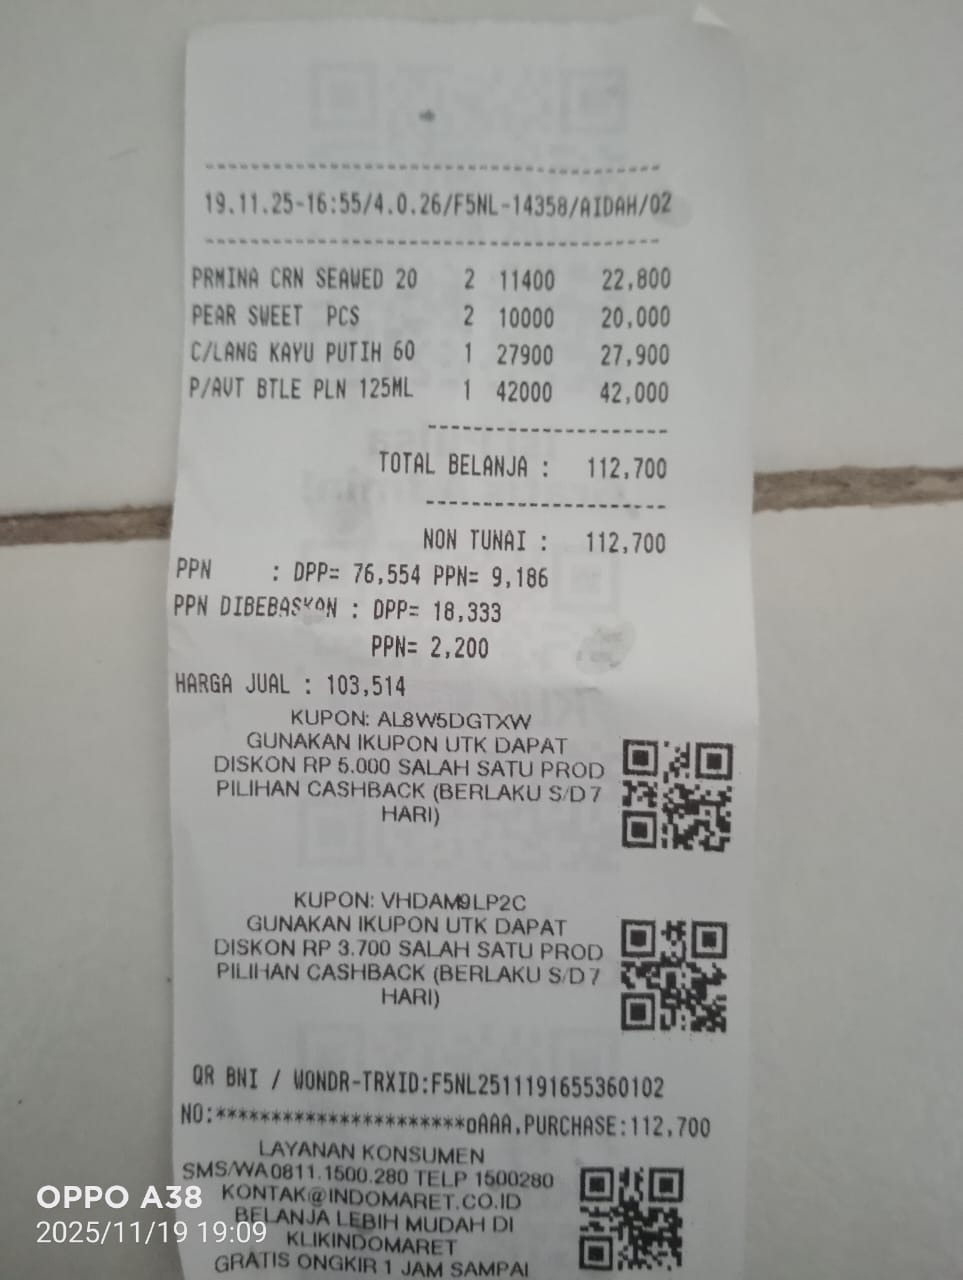 19.11.25-16:55/4.0.26/F5NL-14358/AIDAH/02
PRMINA CRN SEAWED 20 2 11400 22,800
PEAR SWEET PCS 2 10000 20,000
C/LANG KAYU PUTIH 60 1 27900 27,900
P/AVT BTLE PLN 125ML 1 42000 42,000
TOTAL BELANJA : 112,700
NON TUNAI : 112,700
PPN : DPP= 76,554 PPN= 9,186
PPN DIBEBASKAN : DPP= 18,333
PPN= 2,200
HARGA JUAL : 103,514
KUPON: AL8W5DGTXW
GUNAKAN IKUPON UTK DAPAT
DISKON RP 5.000 SALAH SATU PROD
PILIHAN CASHBACK (BERLAKU S/D 7
HARI)
KUPON: VHDAM9LP2C
GUNAKAN IKUPON UTK DAPAT
DISKON RP 3.700 SALAH SATU PROD
PILIHAN CASHBACK (BERLAKU S/D 7
HARI)
QR BNI / WONDR-TRXID:F5NL2511191655360102
NO:***********************oAAA,PURCHASE:112,700
LAYANAN KONSUMEN
SMS/WA 0811.1500.280 TELP 1500280
KONTAK@INDOMARET.CO.ID
BELANJA LEBIH MUDAH DI
KLIKINDOMARET
GRATIS ONGKIR 1 JAM SAMPAI
OPPO A38
2025/11/19 19:09